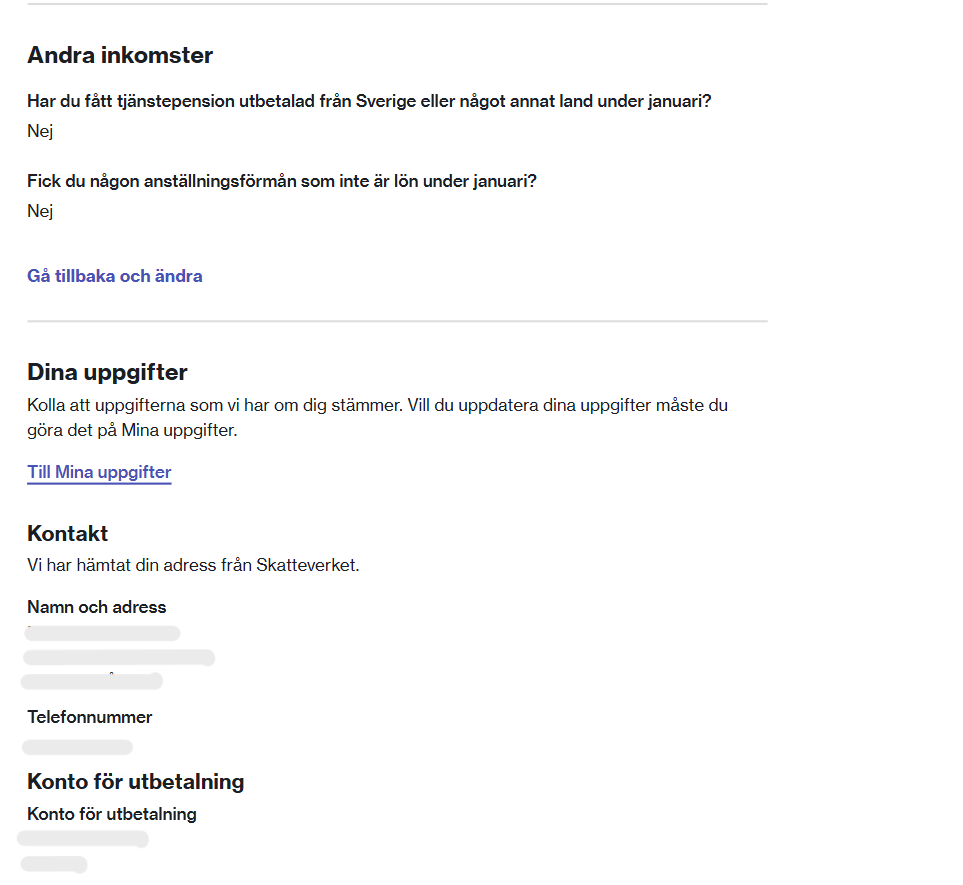 Andra inkomster
Har du fått tjänstepension utbetalad från Sverige eller något annat land under januari?
Nej
Fick du någon anställningsförmån som inte är lön under januari?
Nej
Gå tillbaka och ändra
Dina uppgifter
Kolla att uppgifterna som vi har om dig stämmer. Vill du uppdatera dina uppgifter måste du
göra det på Mina uppgifter.
Till Mina uppgifter
Kontakt
Vi har hämtat din adress från Skatteverket.
Namn och adress
Telefonnummer
Konto för utbetalning
Konto för utbetalning